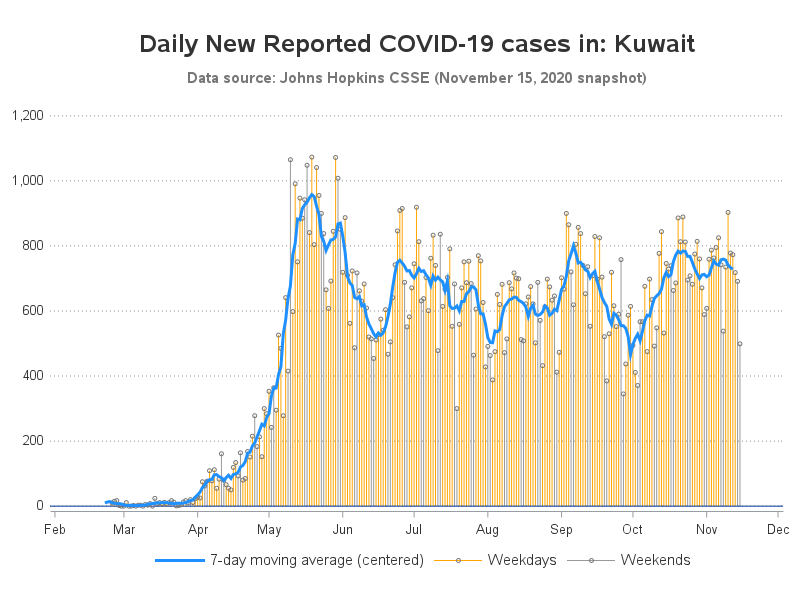 Daily New Reported COVID-19 cases in: Kuwait
Data source: Johns Hopkins CSSE (November 15, 2020 snapshot)
1,200
1,000
800
600
400
200
0
Feb Mar Apr May Jun Jul Aug Sep Oct Nov Dec
7-day moving average (centered) Weekdays Weekends